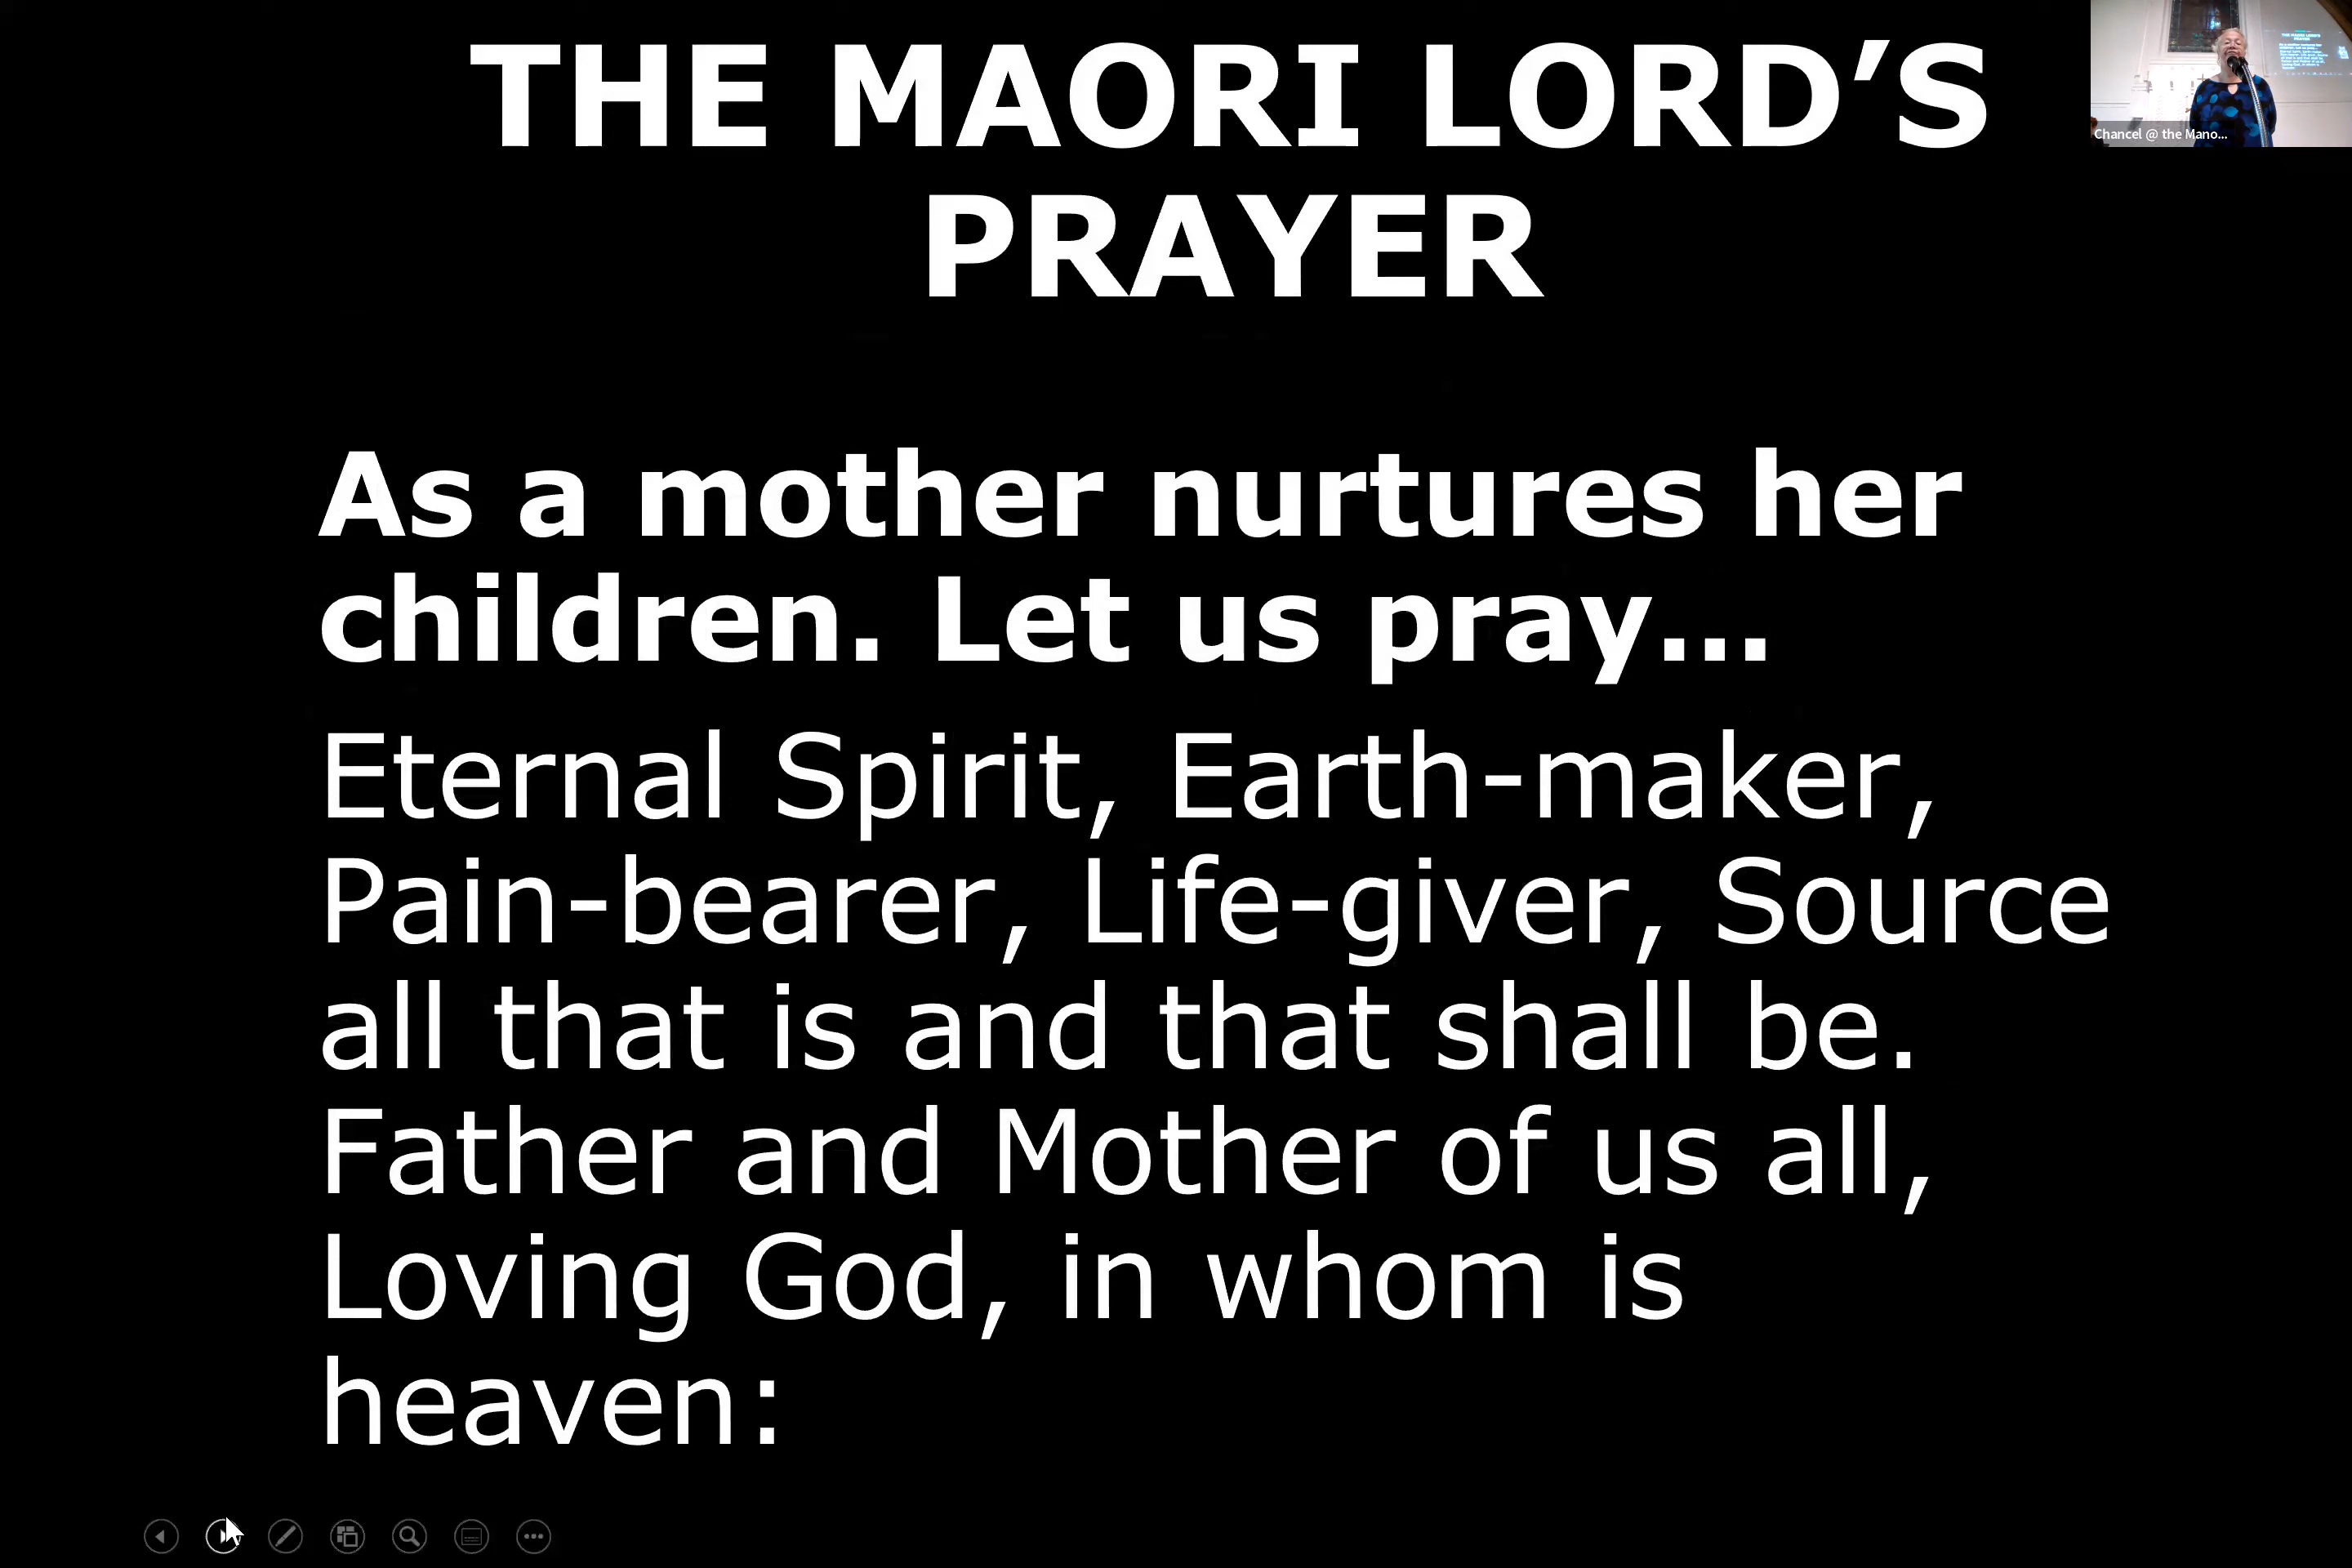 THE MAORI LORD’S
PRAYER
Chancel @ the Mano...
As a mother nurtures her
children. Let us pray...
Eternal Spirit, Earth-maker,
Pain-bearer, Life-giver, Source
all that is and that shall be.
Father and Mother of us all,
Loving God, in whom is
heaven: